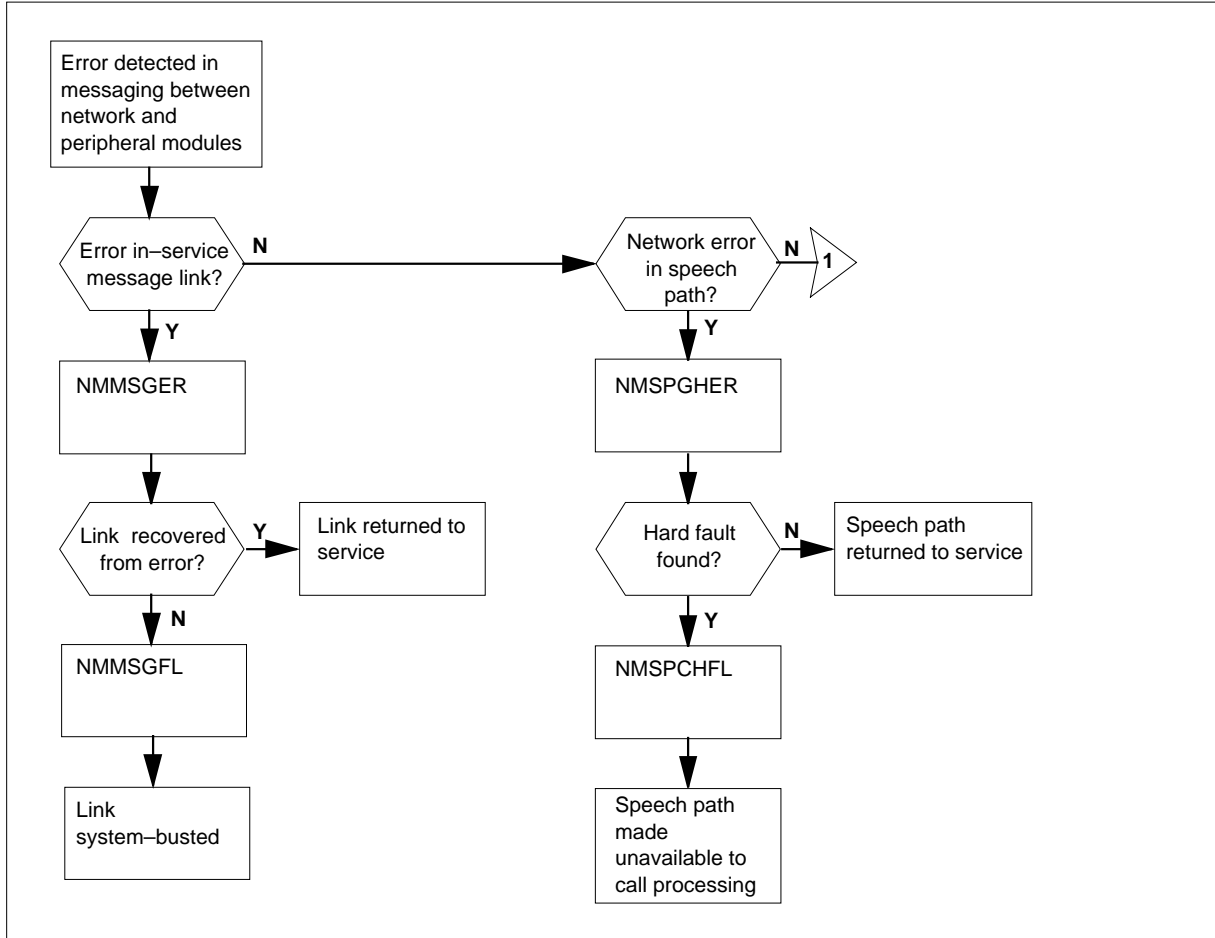 Error detected in
messaging between
network and
peripheral modules
Error in–service
message link?
N
Network error
in speech
path?
N
1
Y
Y
NMMSGER
NMSPGHER
Link recovered
from error?
Y
Link returned to
service
Hard fault
found?
N
Speech path
returned to service
N
Y
NMMSGFL
NMSPCHFL
Link
system–busted
Speech path
made
unavailable to
call processing